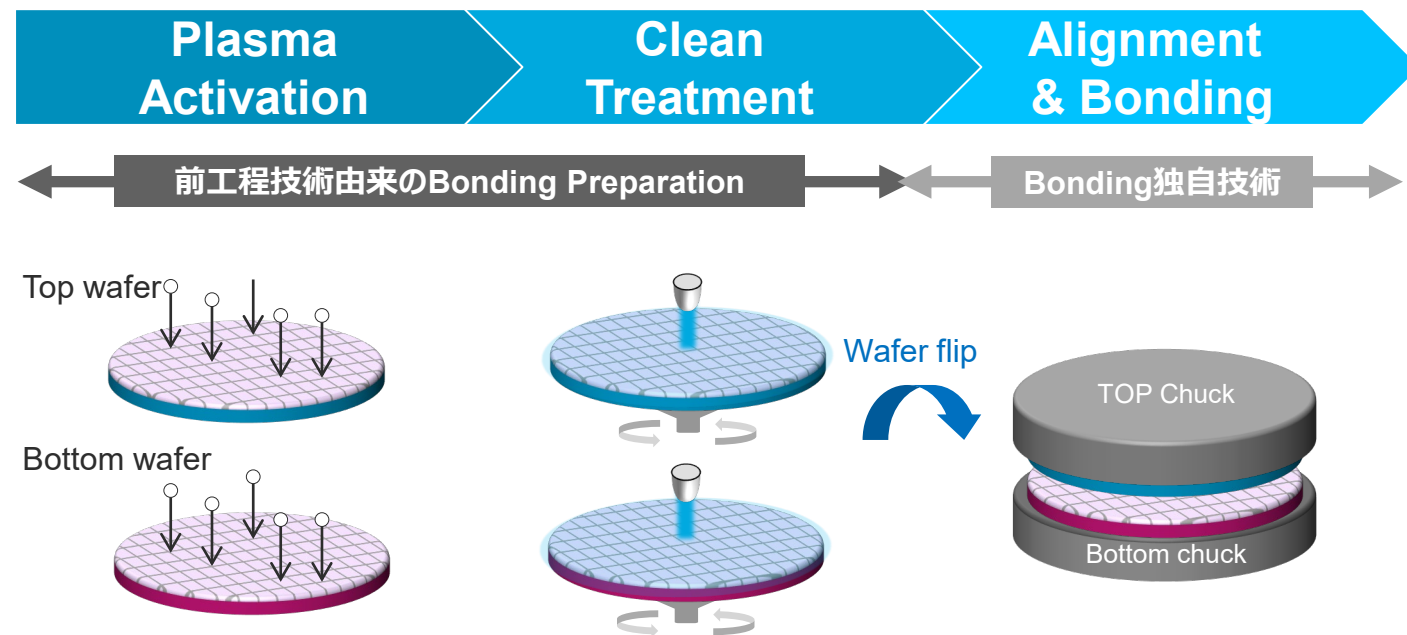 Plasma
Activation
Clean
Treatment
Alignment
& Bonding
前工程技術由来のBonding Preparation
Bonding独自技術
Top wafer
Wafer flip
TOP Chuck
Bottom wafer
Bottom chuck